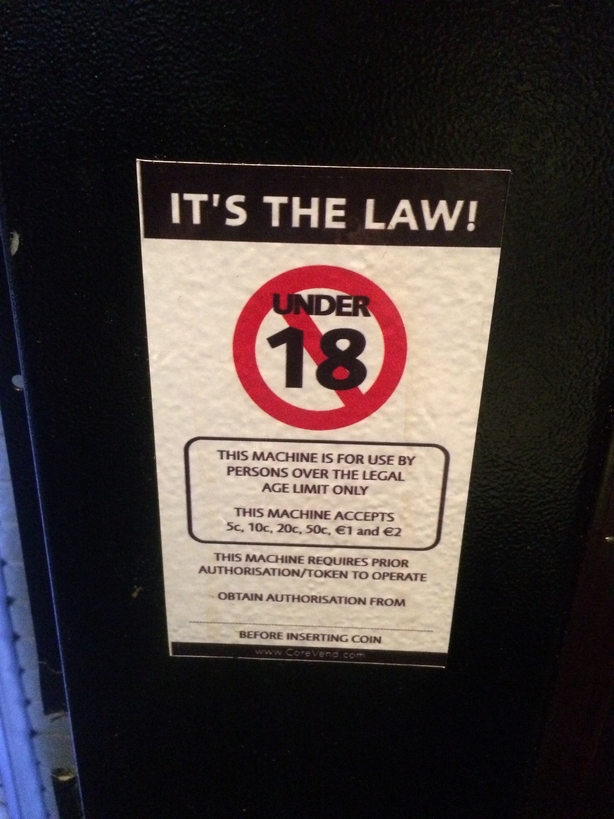 IT'S THE LAW!
UNDER
18
THIS MACHINE IS FOR USE BY
PERSONS OVER THE LEGAL
AGE LIMIT ONLY
THIS MACHINE ACCEPTS
5c, 10c, 20c, 50c, €1 and €2
THIS MACHINE REQUIRES PRIOR
AUTHORISATION/TOKEN TO OPERATE
OBTAIN AUTHORISATION FROM
BEFORE INSERTING COIN
www.CoreVend.com